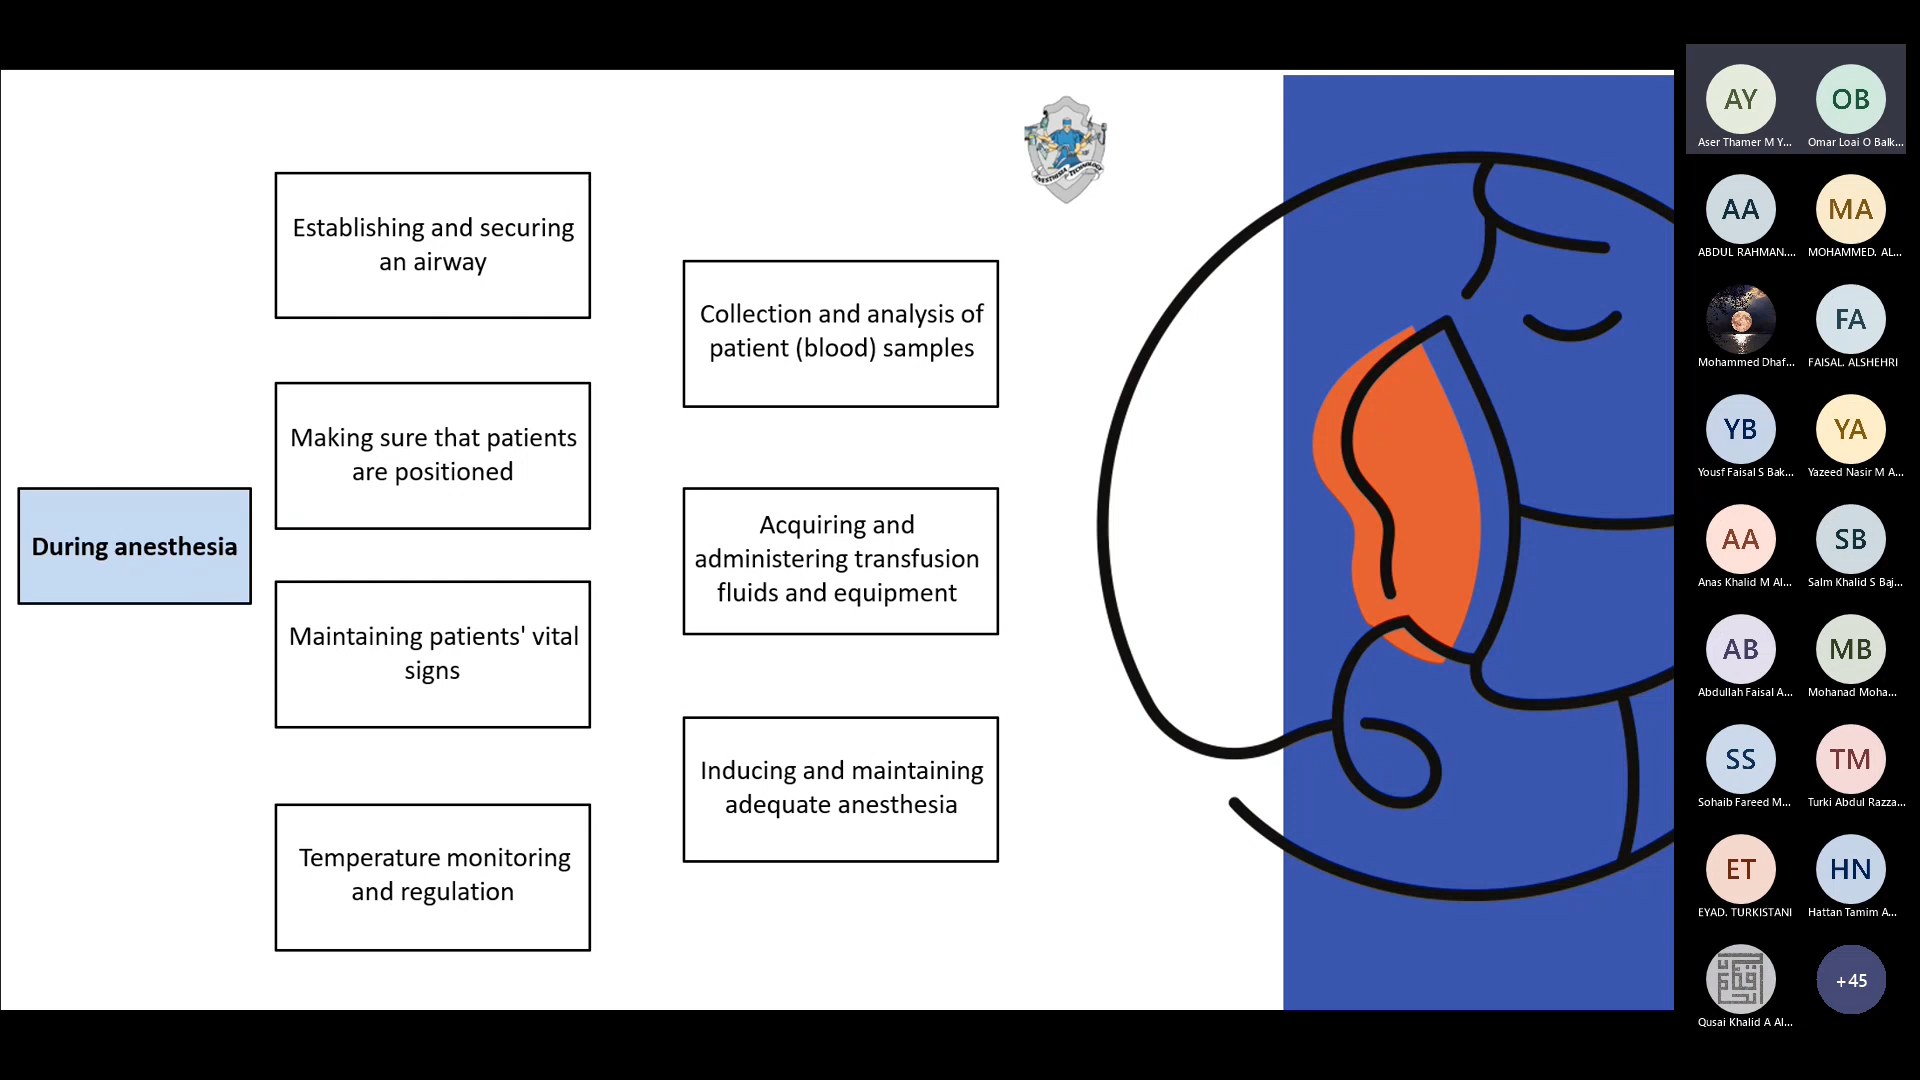 During anesthesia
Establishing and securing
an airway
Making sure that patients
are positioned
Maintaining patients' vital
signs
Temperature monitoring
and regulation
Collection and analysis of
patient (blood) samples
Acquiring and
administering transfusion
fluids and equipment
Inducing and maintaining
adequate anesthesia
ANESTHESIA TECHNOLOGY
AY
Aser Thamer M Y...
OB
Omar Loai O Balk...
AA
ABDUL RAHMAN....
MA
MOHAMMED. AL...
Mohammed Dhaf...
FA
FAISAL. ALSHEHRI
YB
Yousf Faisal S Bak...
YA
Yazeed Nasir M A...
AA
Anas Khalid M Al...
SB
Salm Khalid S Baj...
AB
Abdullah Faisal A...
MB
Mohanad Moha...
SS
Sohaib Fareed M...
TM
Turki Abdul Razza...
ET
EYAD. TURKISTANI
HN
Hattan Tamim A...
Qusai Khalid A Al...
+45